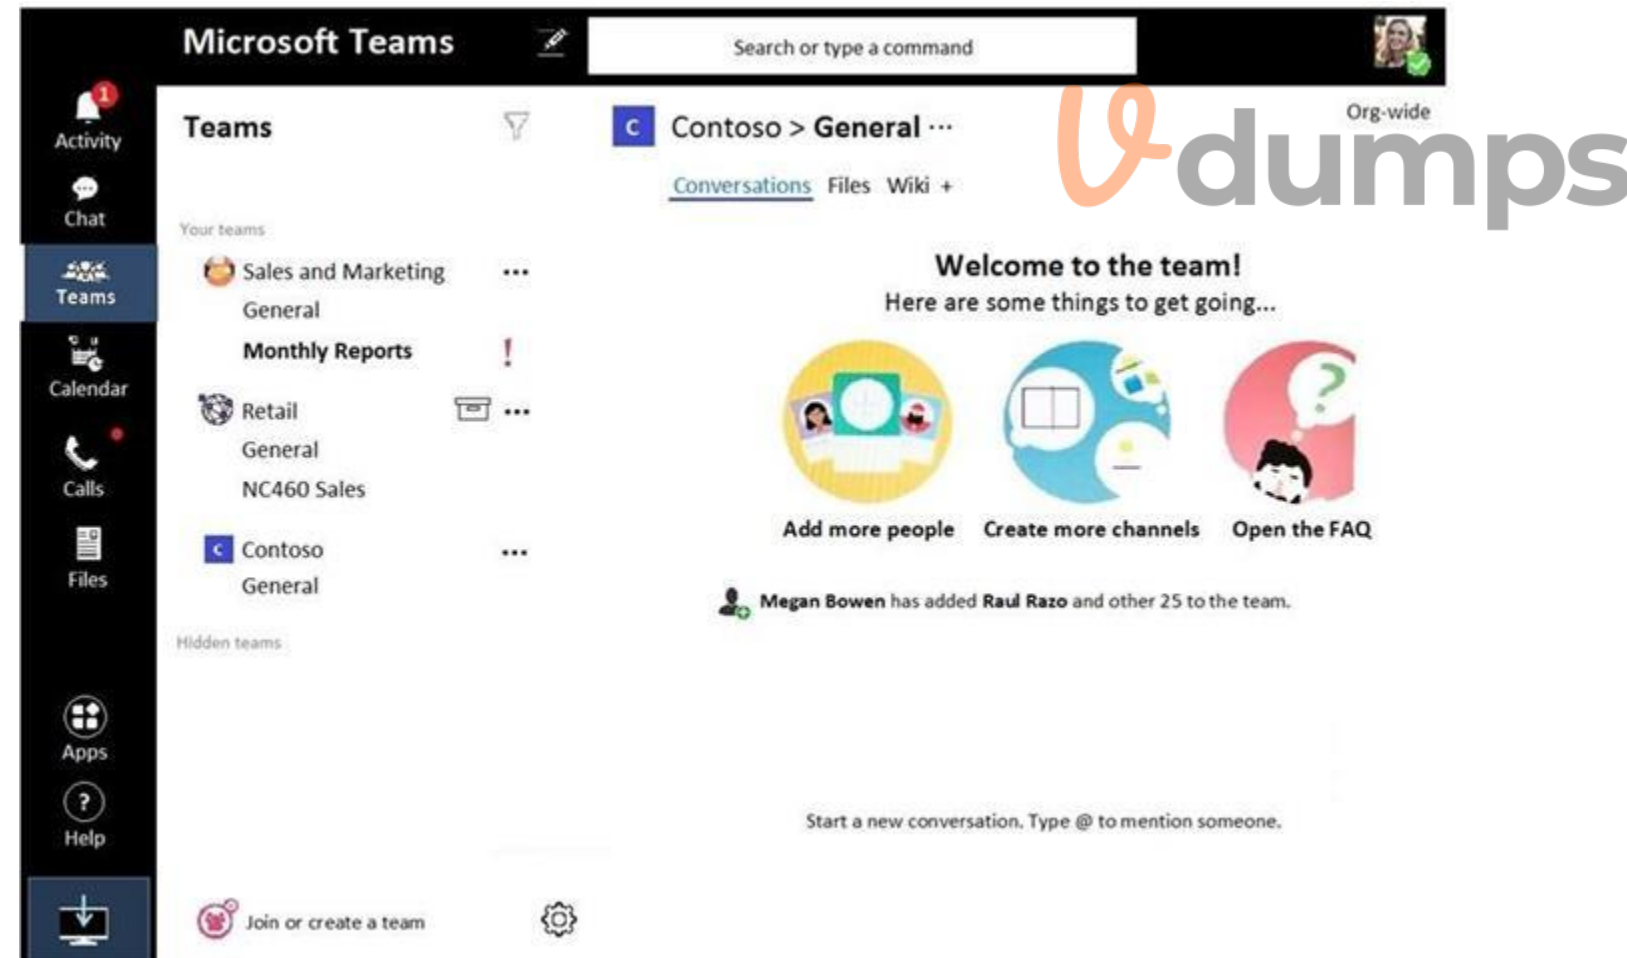 Microsoft Teams
Search or type a command
1
Activity
Chat
Teams
Calendar
Calls
Files
Apps
?
Help
Teams
Your teams
Sales and Marketing ...
General
Monthly Reports !
Retail ...
General
NC460 Sales
C Contoso ...
General
Hidden teams
Join or create a team
C Contoso > General ...
Org-wide
Conversations Files Wiki +
Vdumps
Welcome to the team!
Here are some things to get going...
?
Add more people Create more channels Open the FAQ
Megan Bowen has added Raul Razo and other 25 to the team.
Start a new conversation. Type @ to mention someone.